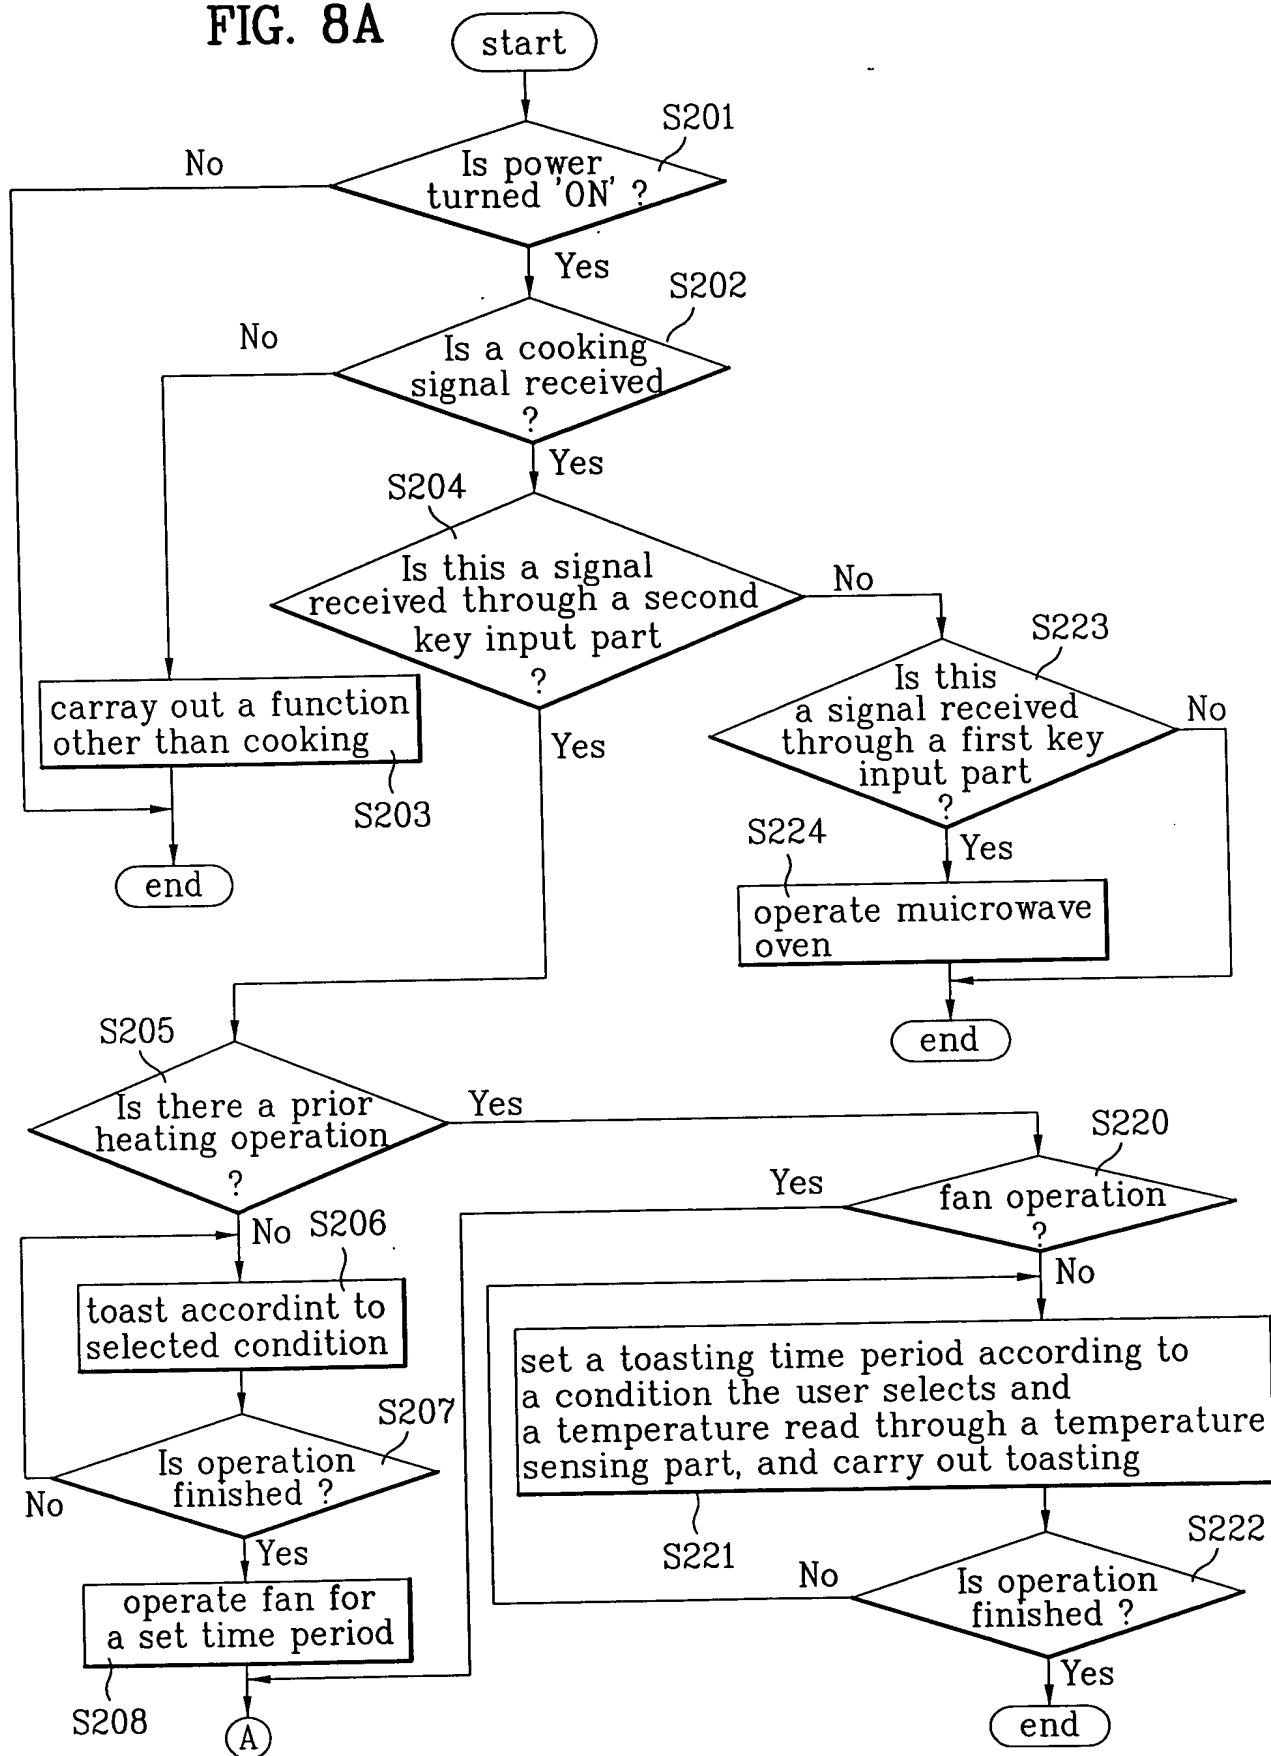 FIG. 8A
start
S201
Is power
turned 'ON' ?
No
Yes
S202
Is a cooking
signal received
?
No
Yes
S204
Is this a signal
received through a second
key input part
?
No
Yes
S223
Is this
a signal received
through a first key
input part
?
No
Yes
carray out a function
other than cooking
S203
end
S224
operate muicrowave
oven
end
S205
Is there a prior
heating operation
?
Yes
No
S220
fan operation
?
Yes
No
S206
toast accordint to
selected condition
S207
Is operation
finished ?
No
Yes
set a toasting time period according to
a condition the user selects and
a temperature read through a temperature
sensing part, and carry out toasting
S221
S222
Is operation
finished ?
No
Yes
operate fan for
a set time period
S208
A
end